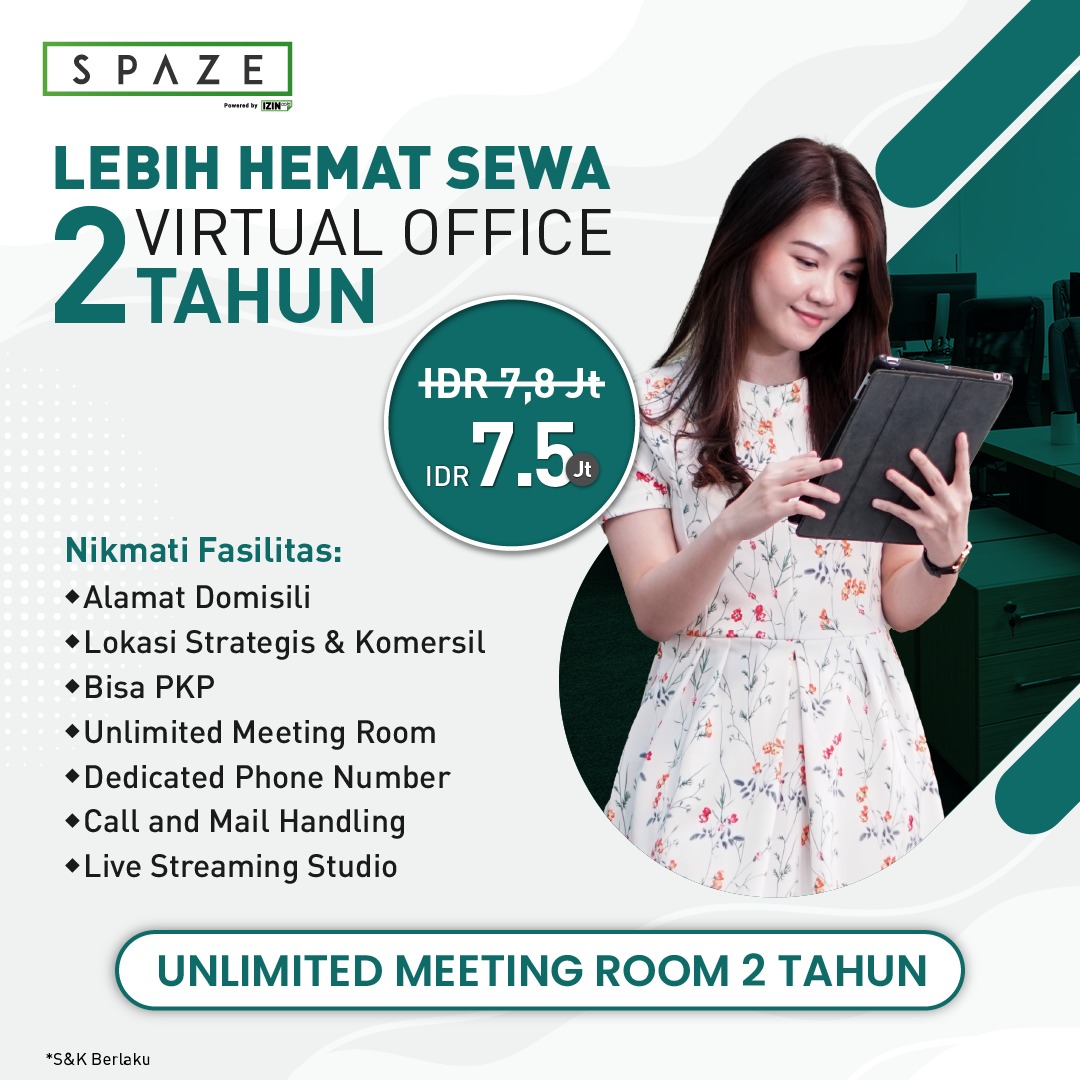 SPAZE
Powered by IZIN
LEBIH HEMAT SEWA
2 VIRTUAL OFFICE
TAHUN
IDR 7,8 Jt
IDR 7.5 Jt
Nikmati Fasilitas:
◆Alamat Domisili
◆Lokasi Strategis & Komersil
◆Bisa PKP
◆Unlimited Meeting Room
◆Dedicated Phone Number
◆Call and Mail Handling
◆Live Streaming Studio
UNLIMITED MEETING ROOM 2 TAHUN
*S&K Berlaku